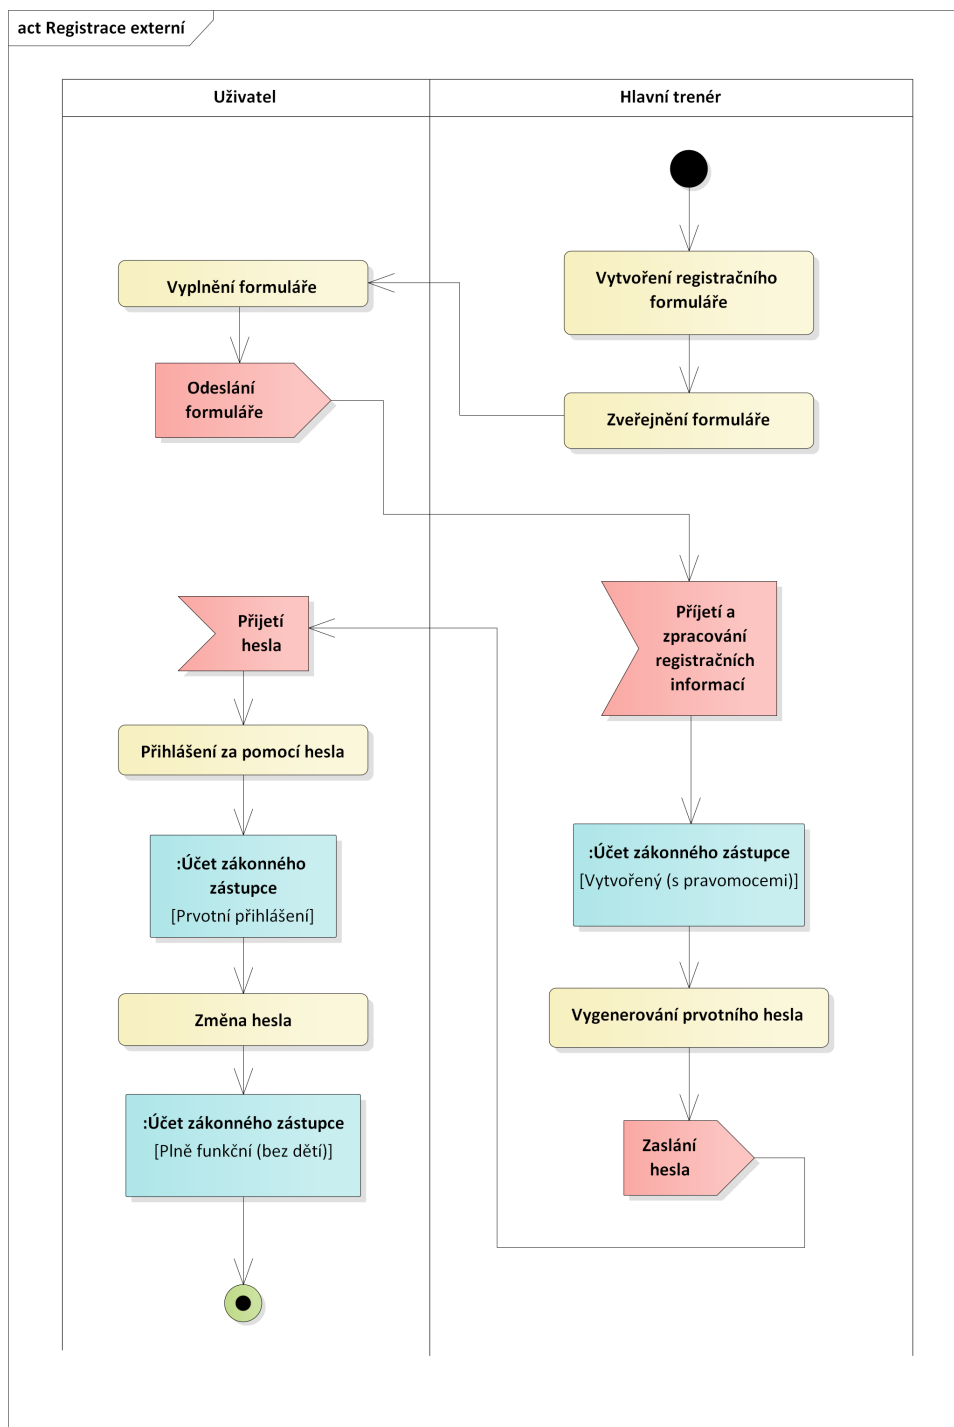 act Registrace externí
Uživatel
Hlavní trenér
Vytvoření registračního
formuláře
Vyplnění formuláře
Odeslání
formuláře
Zveřejnění formuláře
Přijetí
hesla
Příjetí a
zpracování
registračních
informací
Přihlášení za pomocí hesla
:Účet zákonného
zástupce
[Prvotní přihlášení]
:Účet zákonného zástupce
[Vytvořený (s pravomocemi)]
Změna hesla
Vygenerování prvotního hesla
:Účet zákonného zástupce
[Plně funkční (bez dětí)]
Zaslání
hesla